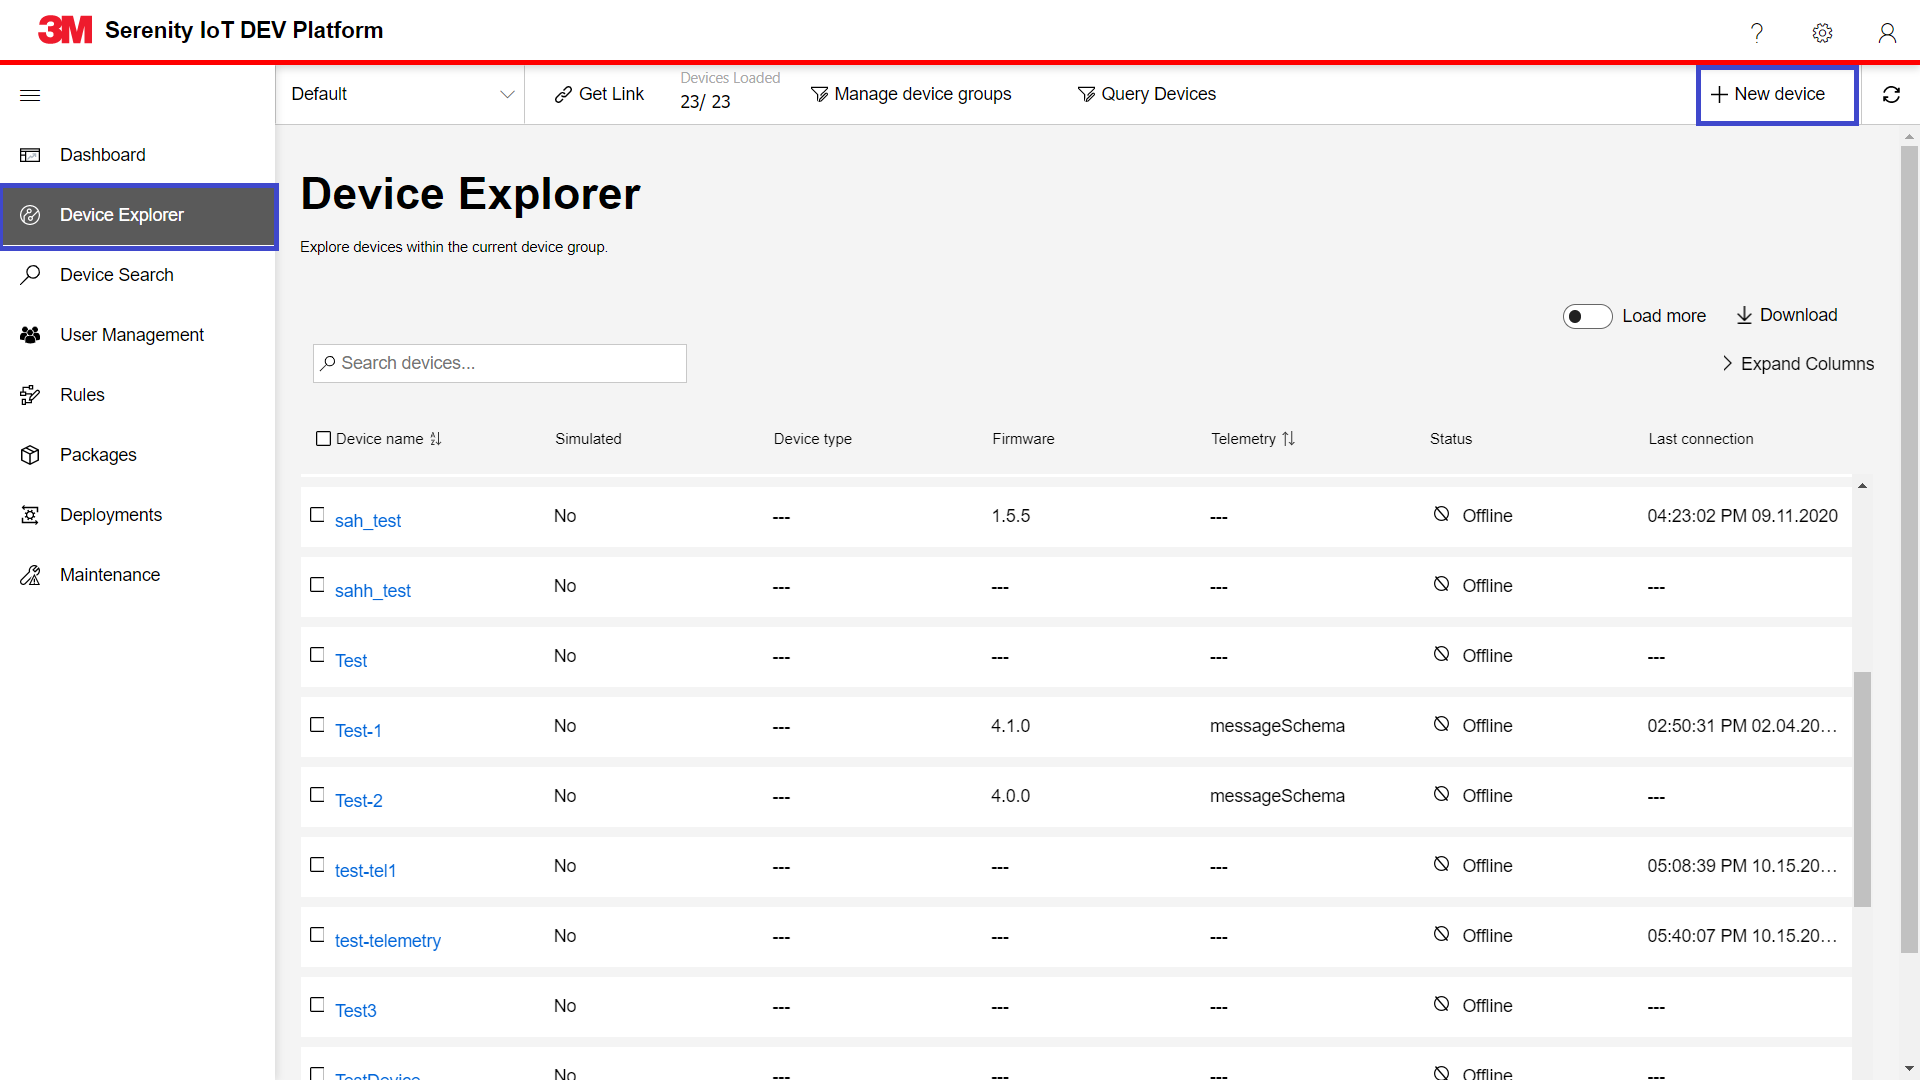 3M Serenity IoT DEV Platform
Default
Get Link
Devices Loaded
23/ 23
Manage device groups
Query Devices
New device
Dashboard
Device Explorer
Device Search
User Management
Rules
Packages
Deployments
Maintenance
Device Explorer
Explore devices within the current device group.
Load more
Download
Search devices...
Expand Columns
Device name Simulated Device type Firmware Telemetry Status Last connection
sah_test No --- 1.5.5 --- Offline 04:23:02 PM 09.11.2020
sahh_test No --- --- --- Offline ---
Test No --- --- --- Offline ---
Test-1 No --- 4.1.0 messageSchema Offline 02:50:31 PM 02.04.20...
Test-2 No --- 4.0.0 messageSchema Offline ---
test-tel1 No --- --- --- Offline 05:08:39 PM 10.15.20...
test-telemetry No --- --- --- Offline 05:40:07 PM 10.15.20...
Test3 No --- --- --- Offline ---
TestDevice No --- --- --- Offline ---